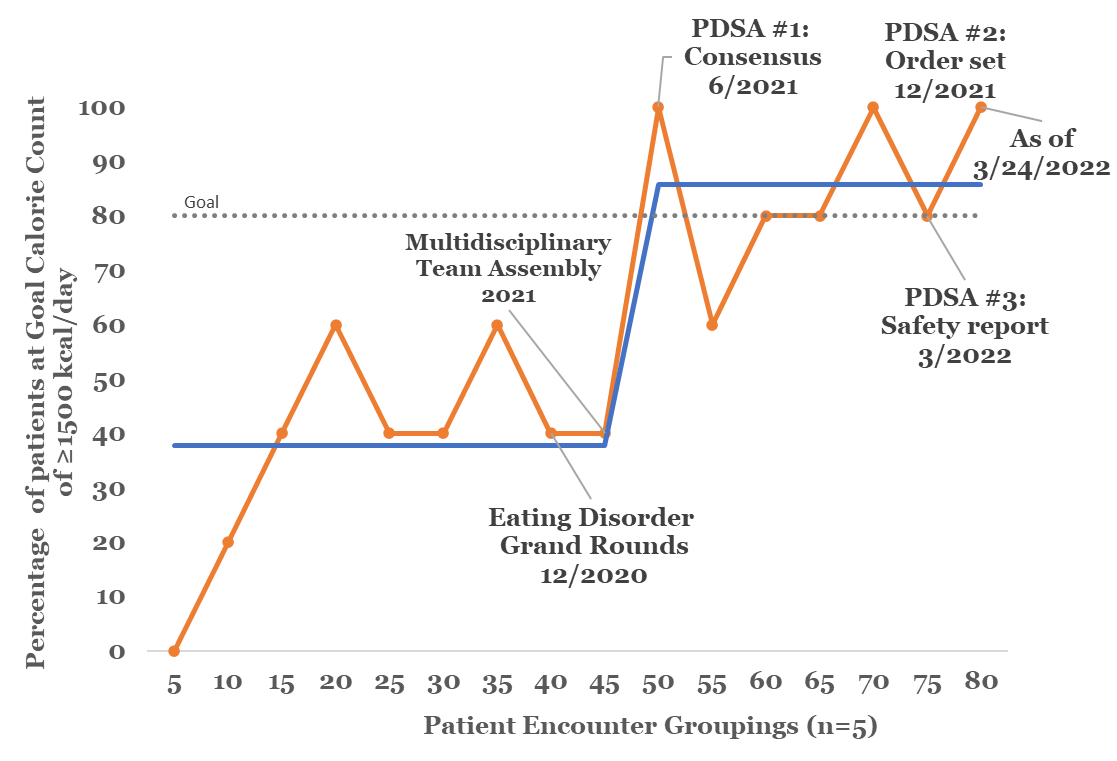 PDSA #1:
Consensus
6/2021
PDSA #2:
Order set
12/2021
As of
3/24/2022
Goal
Multidisciplinary
Team Assembly
2021
PDSA #3:
Safety report
3/2022
Eating Disorder
Grand Rounds
12/2020
Percentage  of patients at Goal Calorie Count
of ≥1500 kcal/day
100
90
80
70
60
50
40
30
20
10
0
5 10 15 20 25 30 35 40 45 50 55 60 65 70 75 80
Patient Encounter Groupings (n=5)